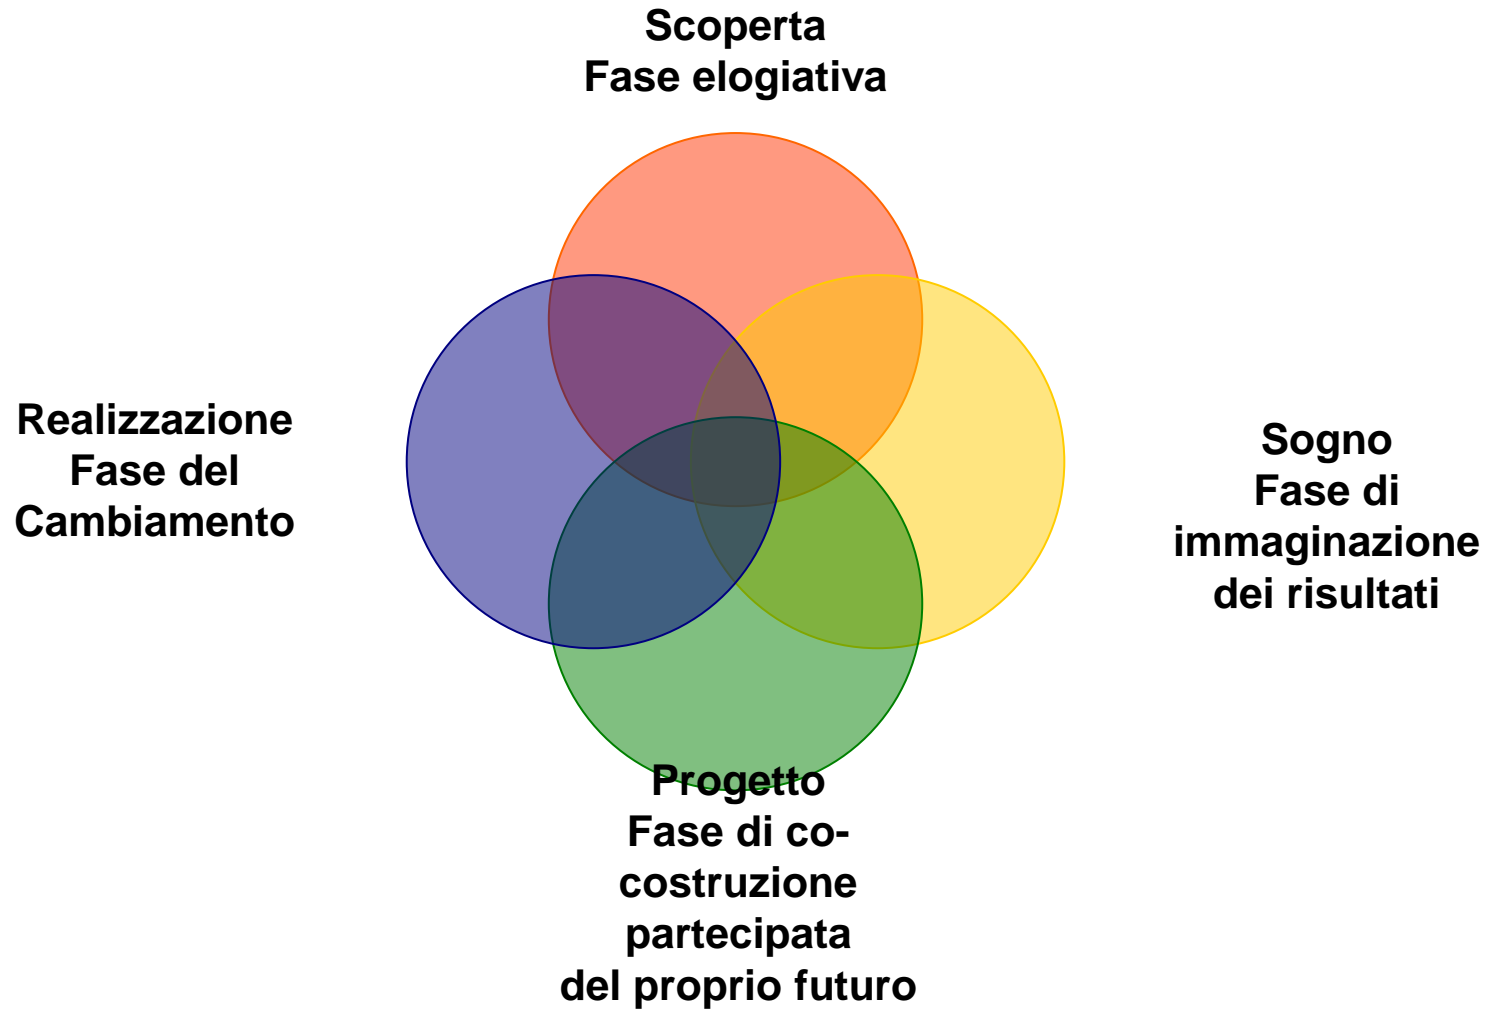 Scoperta
Fase elogiativa
Realizzazione
Fase del
Cambiamento
Sogno
Fase di
immaginazione
dei risultati
Progetto
Fase di co-
costruzione
partecipata
del proprio futuro